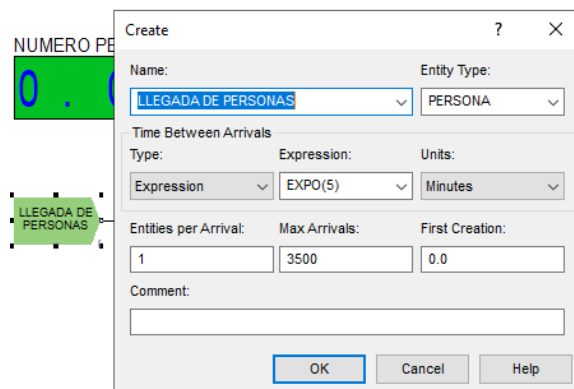 NUMERO PE
0 . 0
LLEGADA DE
PERSONAS
Create
?
Name:
Entity Type:
LLEGADA DE PERSONAS
PERSONA
Time Between Arrivals
Type:
Expression:
Units:
Expression
EXPO(5)
Minutes
Entities per Arrival:
Max Arrivals:
First Creation:
1
3500
0.0
Comment:
OK
Cancel
Help